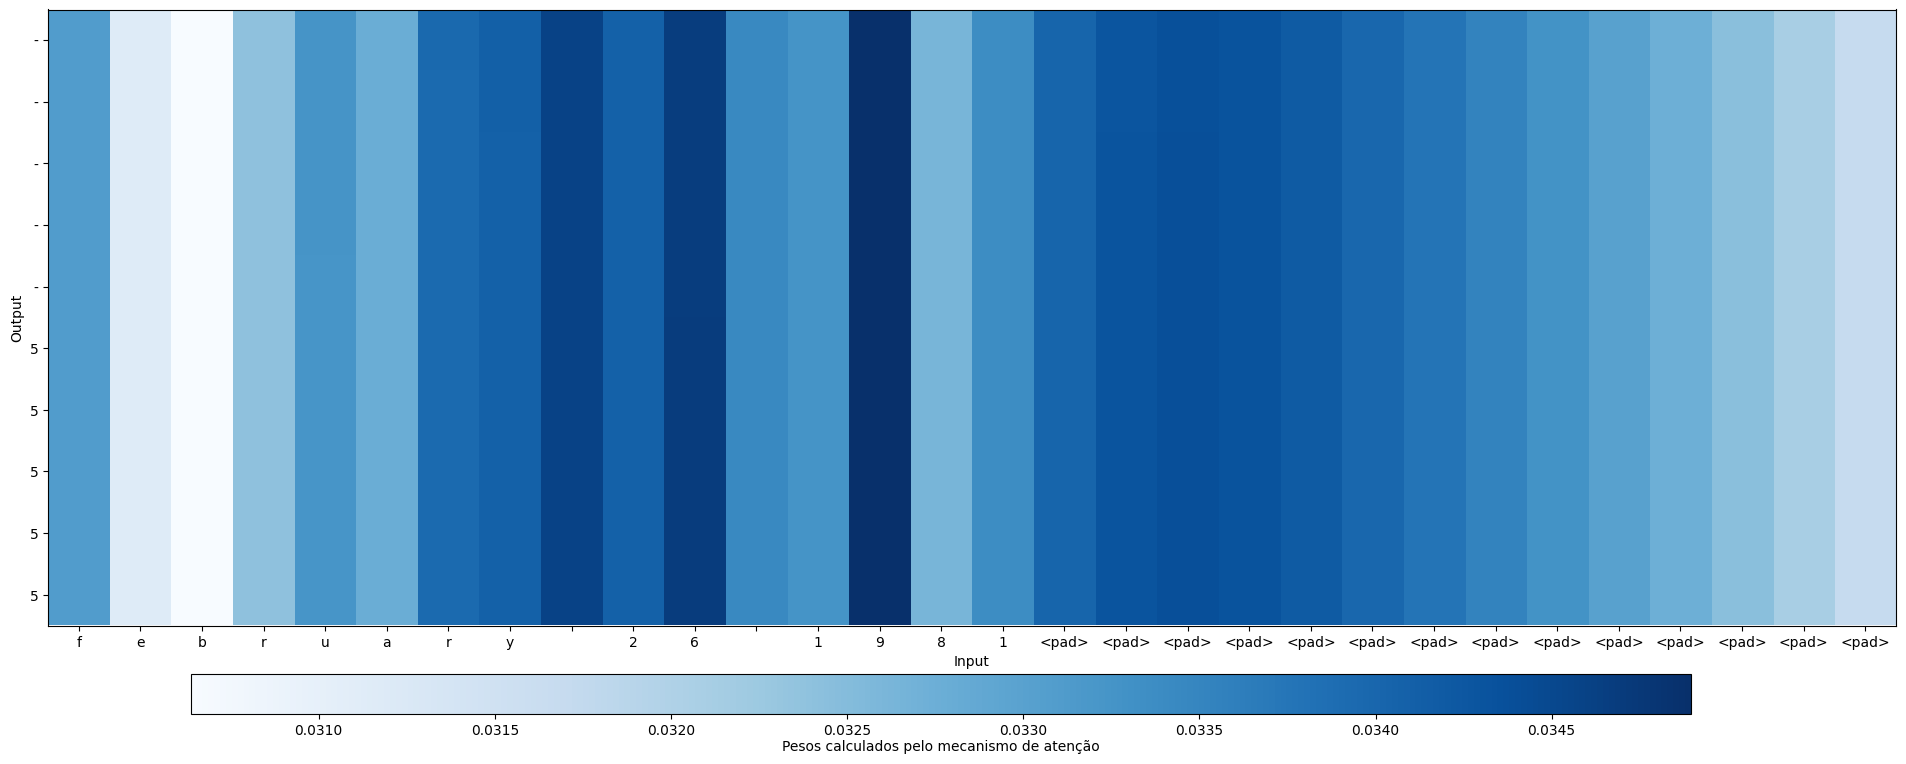 -
-
-
-
-
5
5
5
5
5
Output
f e b r u a r y 2 6 1 9 8 1 <pad> <pad> <pad> <pad> <pad> <pad> <pad> <pad> <pad> <pad> <pad> <pad> <pad> <pad>
Input
0.0310 0.0315 0.0320 0.0325 0.0330 0.0335 0.0340 0.0345
Pesos calculados pelo mecanismo de atenção